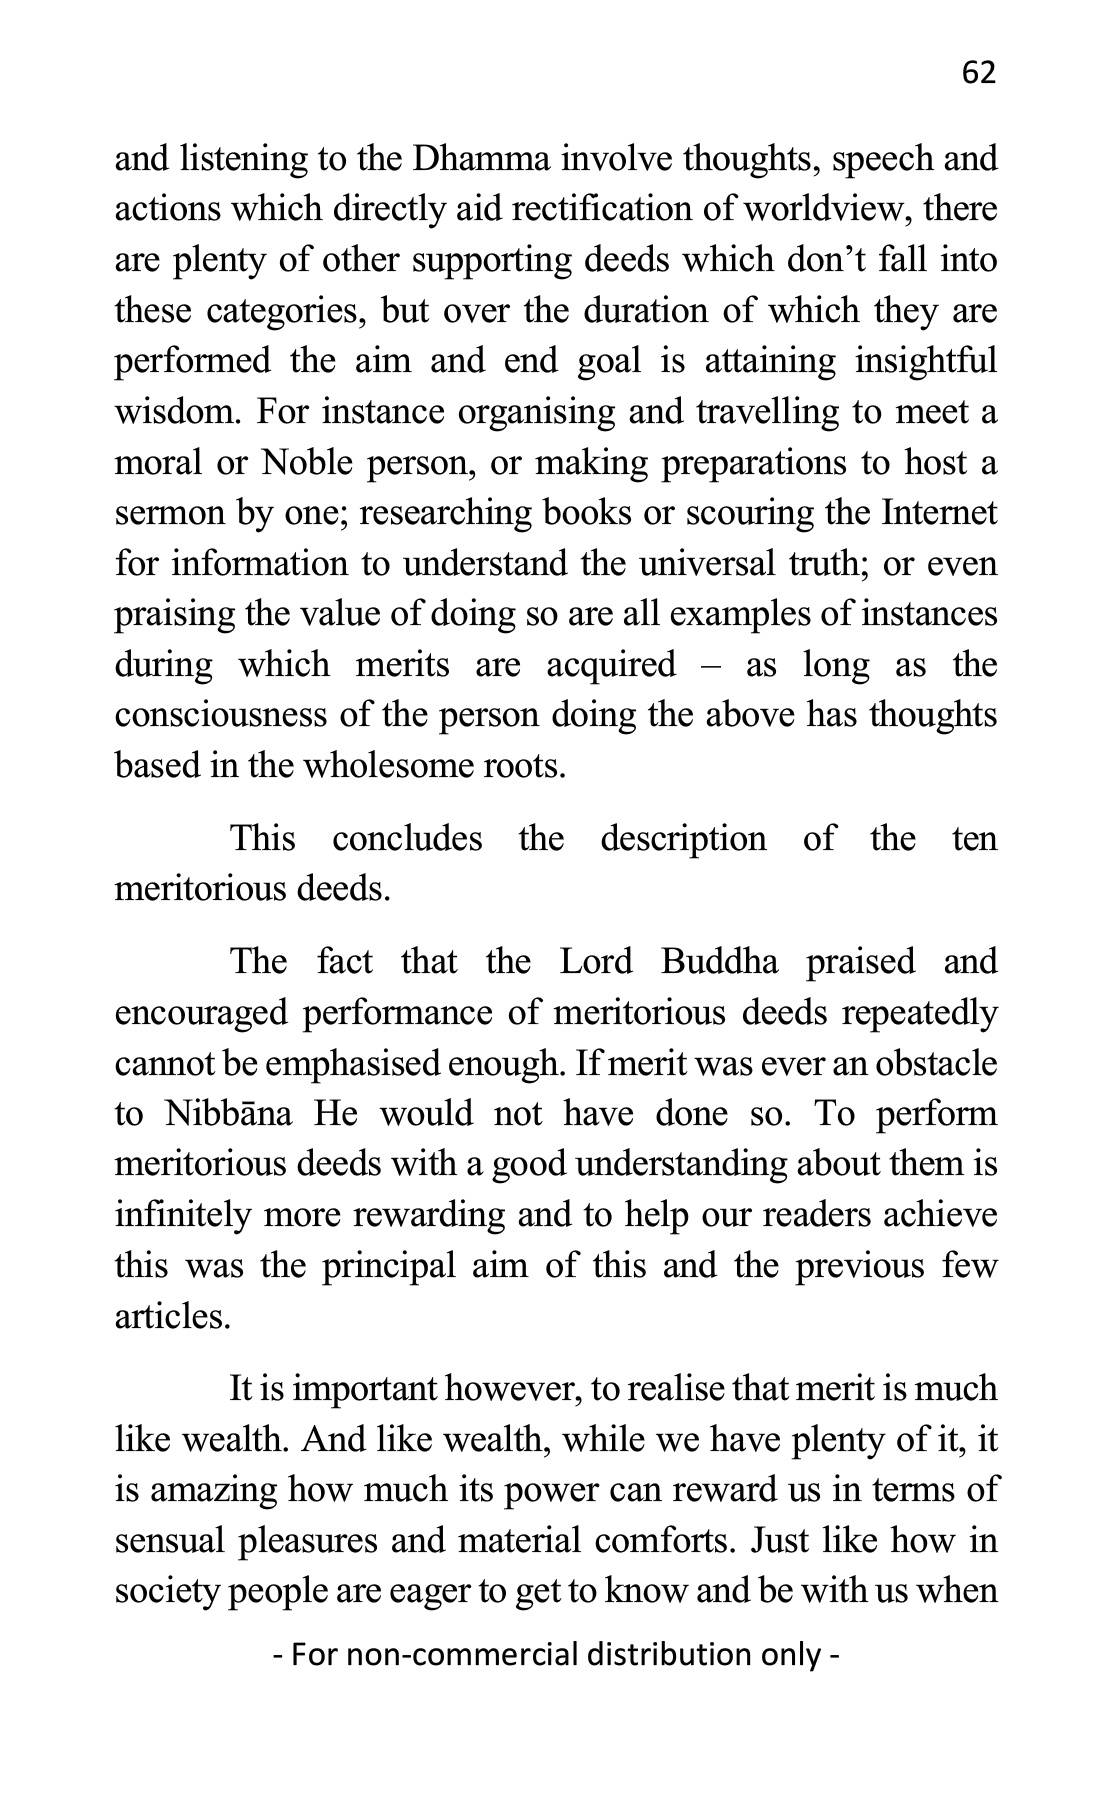 62
and listening to the Dhamma involve thoughts, speech and
actions which directly aid rectification of worldview, there
are plenty of other supporting deeds which don’t fall into
these categories, but over the duration of which they are
performed the aim and end goal is attaining insightful
wisdom. For instance organising and travelling to meet a
moral or Noble person, or making preparations to host a
sermon by one; researching books or scouring the Internet
for information to understand the universal truth; or even
praising the value of doing so are all examples of instances
during which merits are acquired – as long as the
consciousness of the person doing the above has thoughts
based in the wholesome roots.
This concludes the description of the ten
meritorious deeds.
The fact that the Lord Buddha praised and
encouraged performance of meritorious deeds repeatedly
cannot be emphasised enough. If merit was ever an obstacle
to Nibbāna He would not have done so. To perform
meritorious deeds with a good understanding about them is
infinitely more rewarding and to help our readers achieve
this was the principal aim of this and the previous few
articles.
It is important however, to realise that merit is much
like wealth. And like wealth, while we have plenty of it, it
is amazing how much its power can reward us in terms of
sensual pleasures and material comforts. Just like how in
society people are eager to get to know and be with us when
- For non-commercial distribution only -